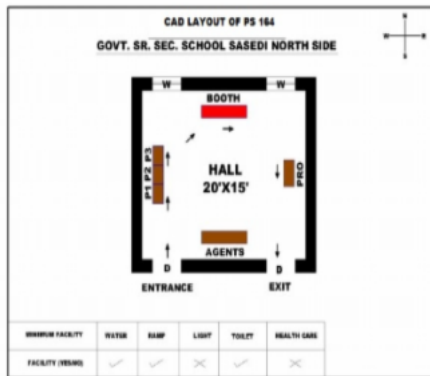 CAD LAYOUT OF PS 164
GOVT. SR. SEC. SCHOOL SASEDI NORTH SIDE
N
W W
BOOTH
P1 P2 P3
HALL
20'X15'
PRO
AGENTS
D D
ENTRANCE EXIT
MINIMUM FACILITY WATER RAMP LIGHT TOILET HEALTH CARE
FACILITY (YES/NO)